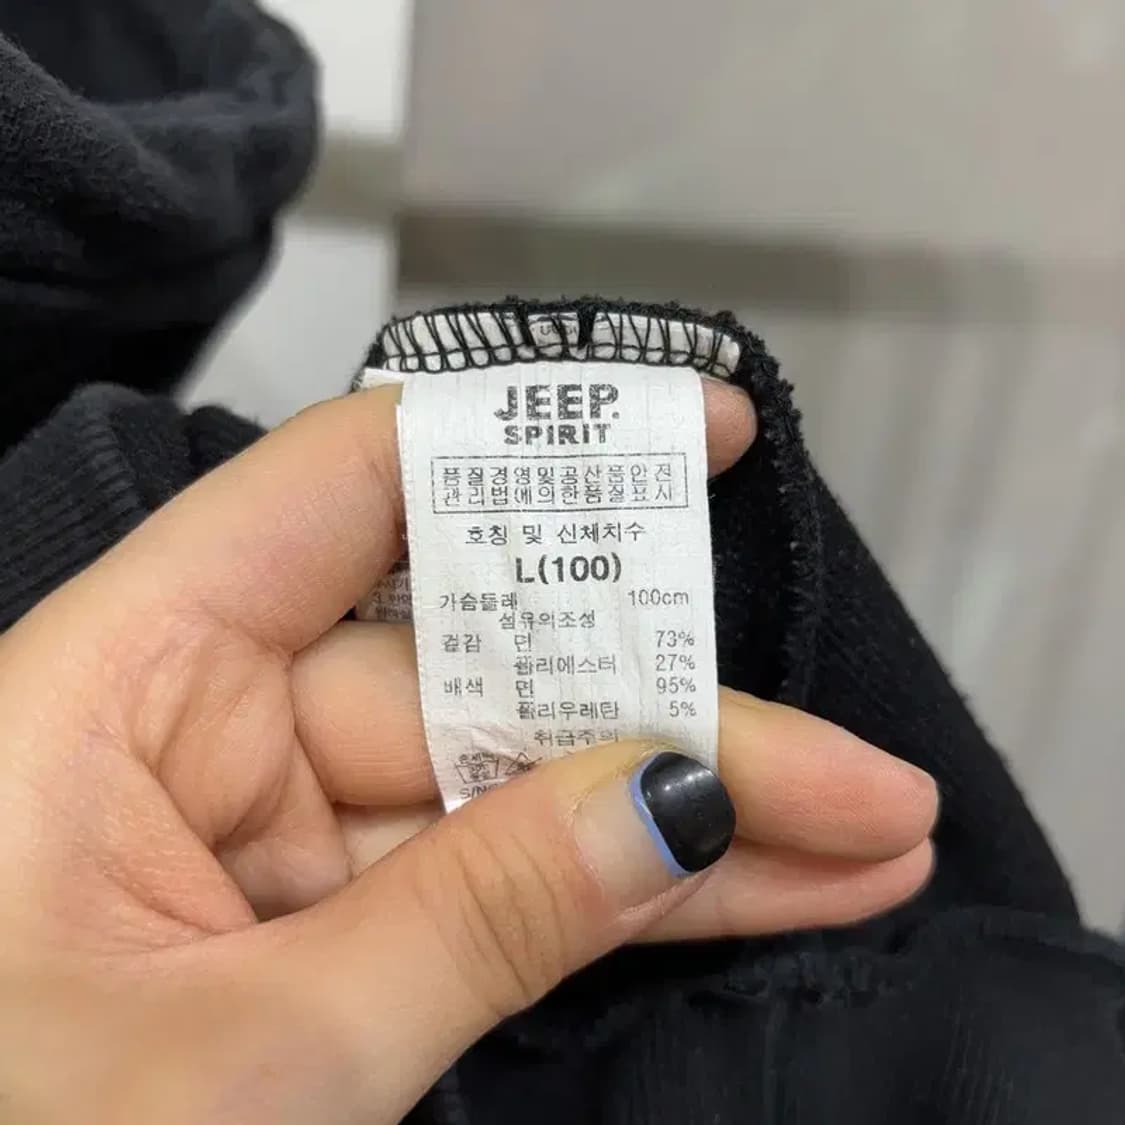 JEEP.
SPIRIT
품질경영및공산품안전
관리법에의한품질표시
호칭 및 신체치수
L(100)
가슴둘레 100cm
섬유의조성
겉감 면 73%
폴리에스터 27%
배색 면 95%
폴리우레탄 5%
취급주의
S/N